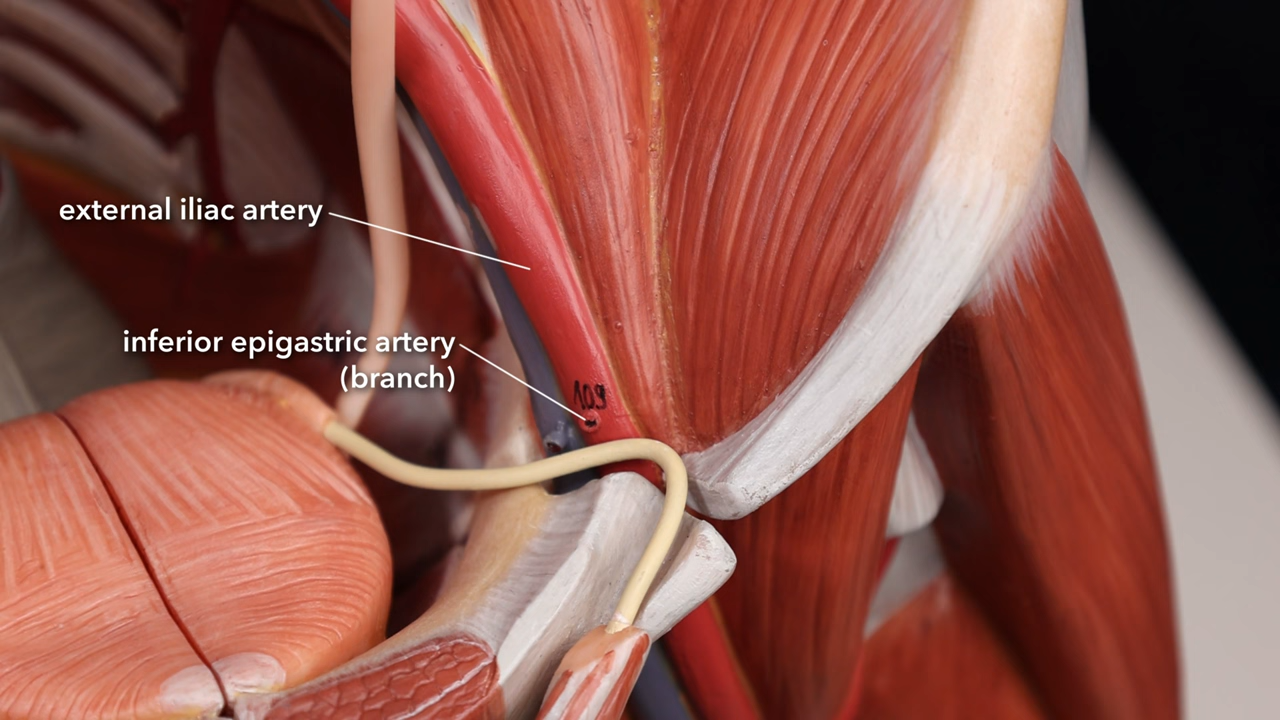 external iliac artery
inferior epigastric artery
(branch)
109